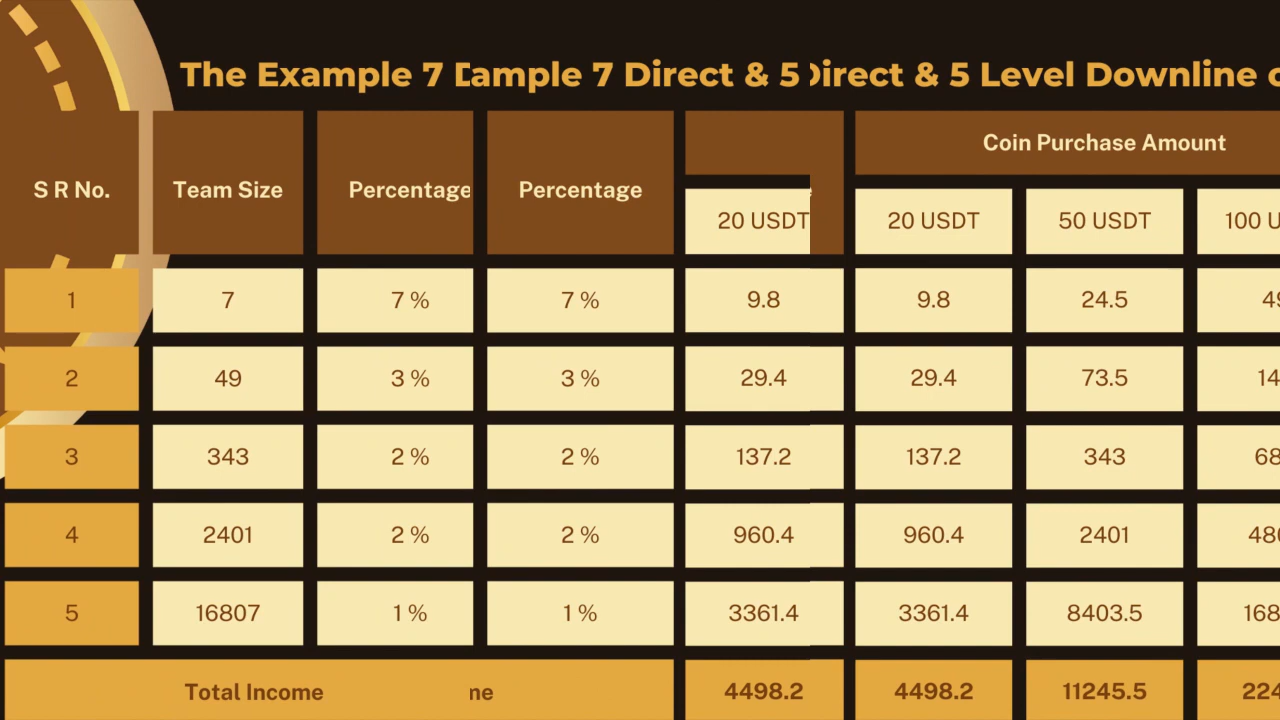 The Example 7 Dample 7 Direct & 5 Direct & 5 Level Downline
S R No. Team Size Percentage Percentage Coin Purchase Amount
20 USDT 20 USDT 50 USDT 100 U
1 7 7 % 7 % 9.8 9.8 24.5
2 49 3 % 3 % 29.4 29.4 73.5
3 343 2 % 2 % 137.2 137.2 343
4 2401 2 % 2 % 960.4 960.4 2401
5 16807 1 % 1 % 3361.4 3361.4 8403.5
Total Income ne 4498.2 4498.2 11245.5